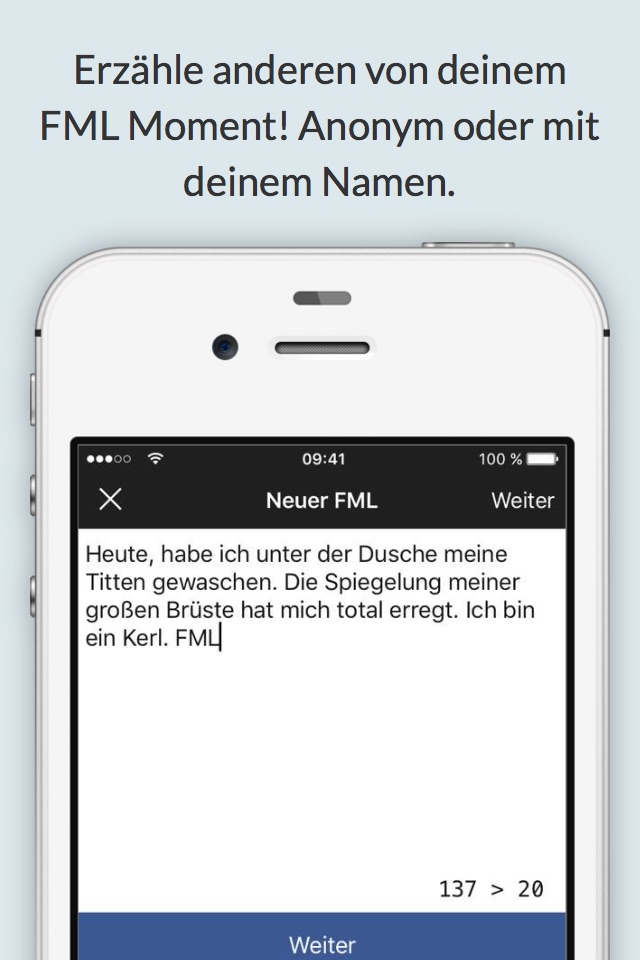 Erzähle anderen von deinem
FML Moment! Anonym oder mit
deinem Namen.
09:41
100 %
Neuer FML
Weiter
Heute, habe ich unter der Dusche meine
Titten gewaschen. Die Spiegelung meiner
großen Brüste hat mich total erregt. Ich bin
ein Kerl. FML
137 > 20
Weiter